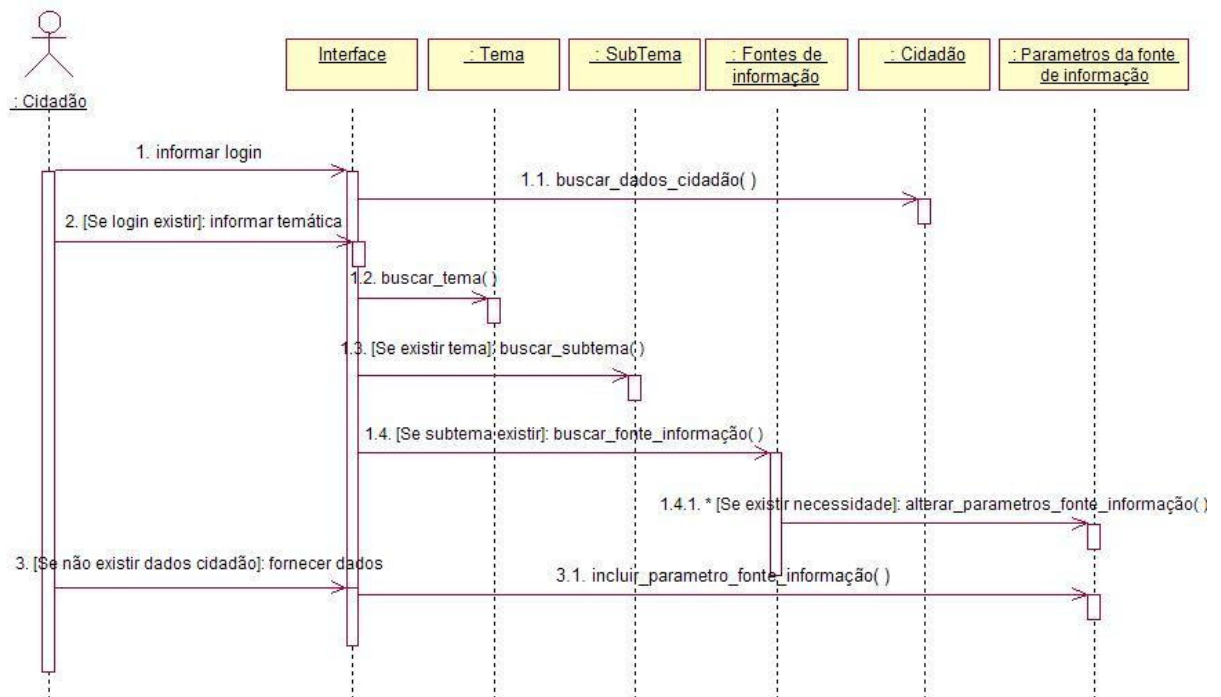 Interface
: Tema
: SubTema
: Fontes de
informação
: Cidadão
: Parametros da fonte
de informação
: Cidadão
1. informar login
1.1. buscar_dados_cidadão( )
2. [Se login existir]: informar temática
1.2. buscar_tema( )
1.3. [Se existir tema]: buscar_subtema( )
1.4. [Se subtema existir]: buscar_fonte_informação( )
1.4.1. * [Se existir necessidade]: alterar_parametros_fonte_informação( )
3. [Se não existir dados cidadão]: fornecer dados
3.1. incluir_parametro_fonte_informação( )